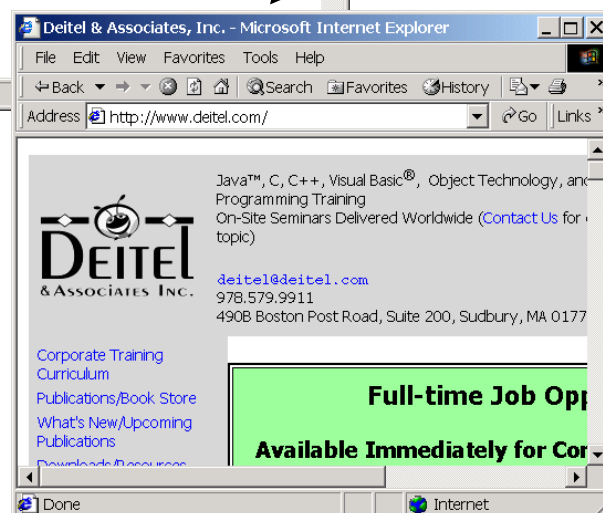 Deitel & Associates, Inc. - Microsoft Internet Explorer
File Edit View Favorites Tools Help
Back Search Favorites History
Address http://www.deitel.com/ Go Links
Java™, C, C++, Visual Basic®, Object Technology, and
Programming Training
On-Site Seminars Delivered Worldwide (Contact Us for
topic)
DEITEL
& ASSOCIATES INC.
deitel@deitel.com
978.579.9911
490B Boston Post Road, Suite 200, Sudbury, MA 0177
Corporate Training
Curriculum
Publications/Book Store
What's New/Upcoming
Publications
Downloads/Resources
Full-time Job Opp
Available Immediately for Cor
Done Internet